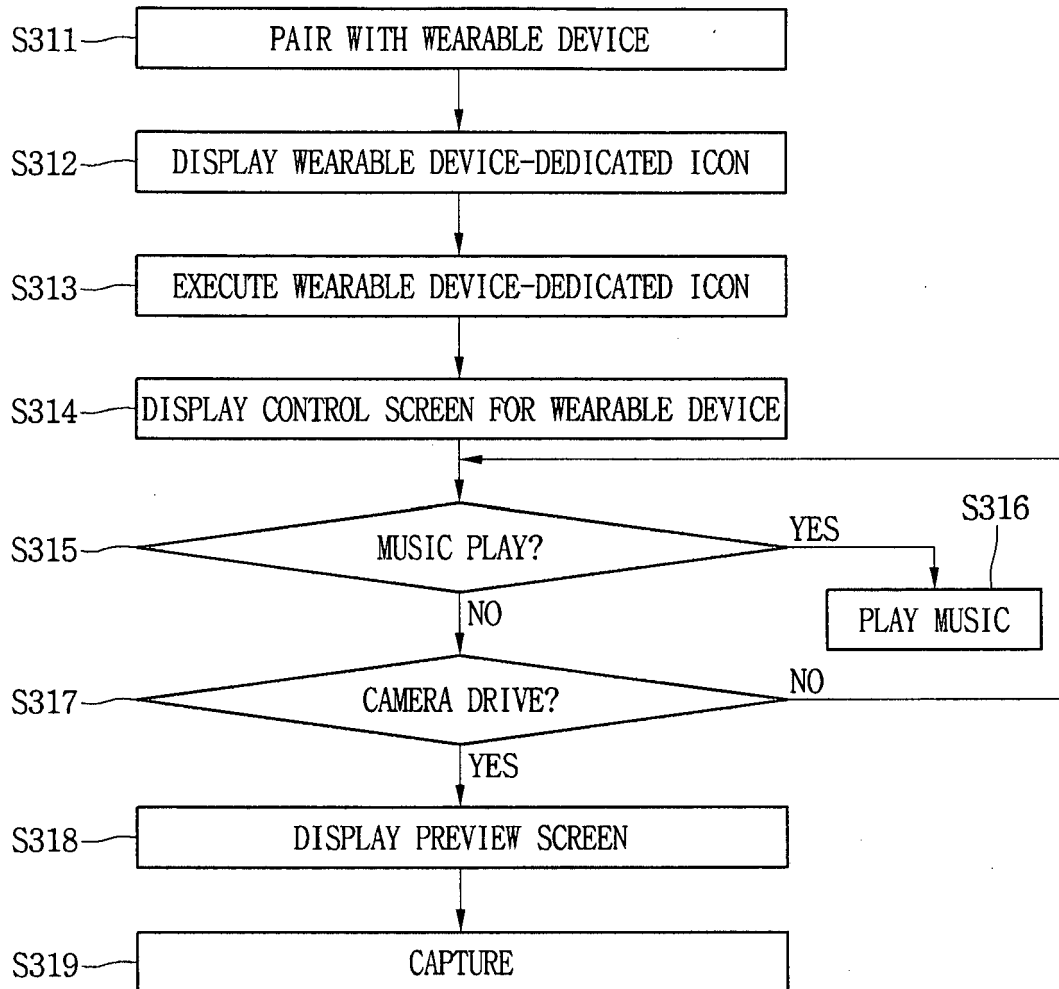 S311 PAIR WITH WEARABLE DEVICE
S312 DISPLAY WEARABLE DEVICE-DEDICATED ICON
S313 EXECUTE WEARABLE DEVICE-DEDICATED ICON
S314 DISPLAY CONTROL SCREEN FOR WEARABLE DEVICE
S315 MUSIC PLAY?
YES
S316
PLAY MUSIC
NO
S317 CAMERA DRIVE?
NO
YES
S318 DISPLAY PREVIEW SCREEN
S319 CAPTURE